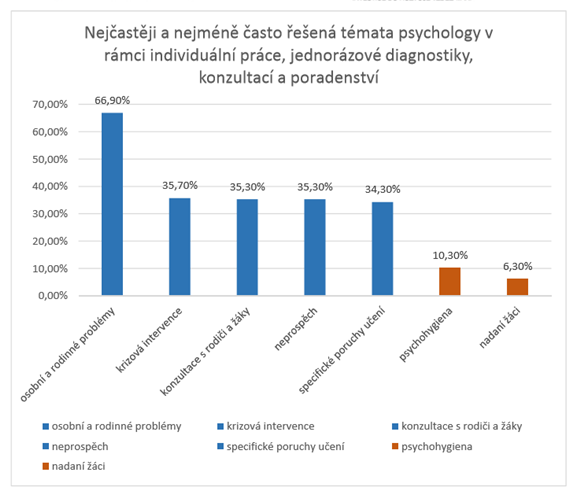 Nejčastěji a nejméně často řešená témata psychology v
rámci individuální práce, jednorázové diagnostiky,
konzultací a poradenství
70,00%
60,00%
50,00%
40,00%
30,00%
20,00%
10,00%
0,00%
66,90%
35,70%
35,30%
35,30%
34,30%
10,30%
6,30%
osobní a rodinné problémy
krizová intervence
konzultace s rodiči a žáky
neprospěch
specifické poruchy učení
psychohygiena
nadaní žáci
osobní a rodinné problémy
krizová intervence
konzultace s rodiči a žáky
neprospěch
specifické poruchy učení
psychohygiena
nadaní žáci